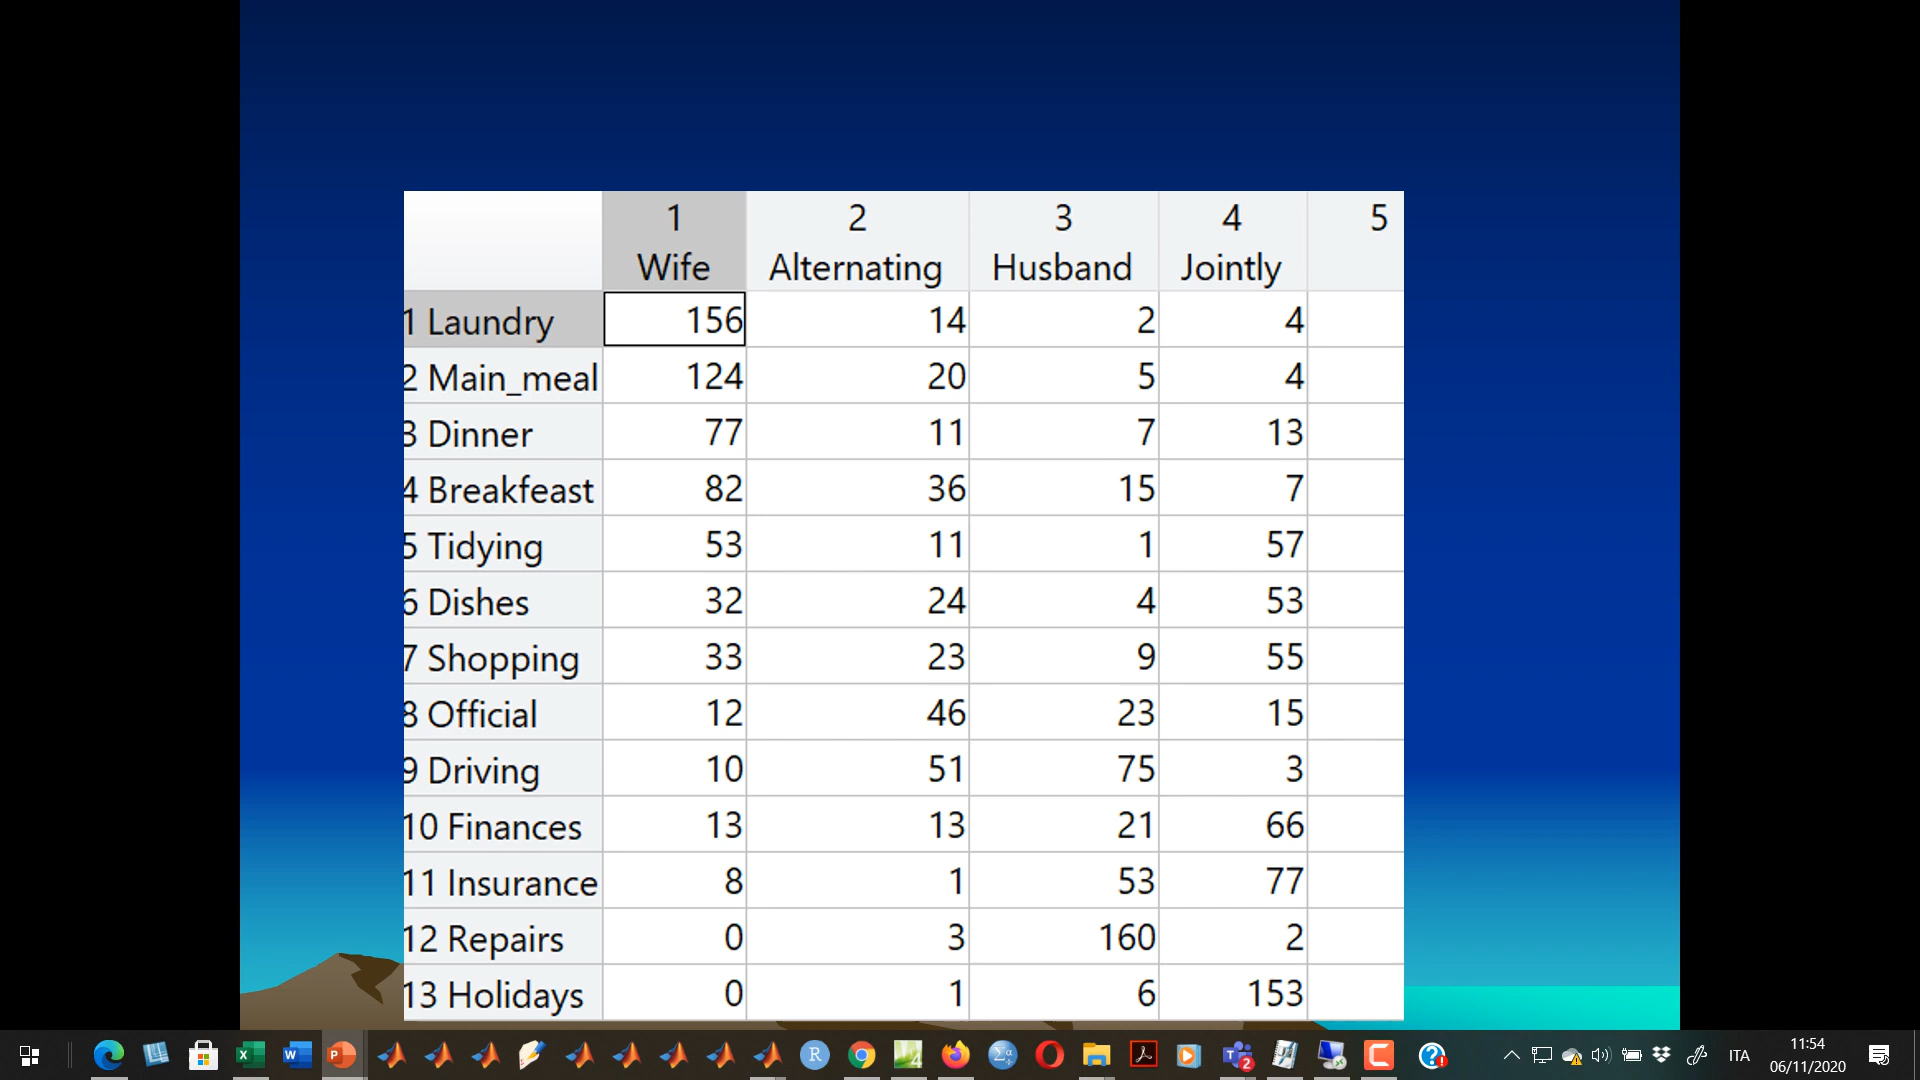 1 2 3 4 5
Wife Alternating Husband Jointly
1 Laundry 156 14 2 4
2 Main_meal 124 20 5 4
3 Dinner 77 11 7 13
4 Breakfeast 82 36 15 7
5 Tidying 53 11 1 57
6 Dishes 32 24 4 53
7 Shopping 33 23 9 55
8 Official 12 46 23 15
9 Driving 10 51 75 3
10 Finances 13 13 21 66
11 Insurance 8 1 53 77
12 Repairs 0 3 160 2
13 Holidays 0 1 6 153
ITA 11:54
06/11/2020